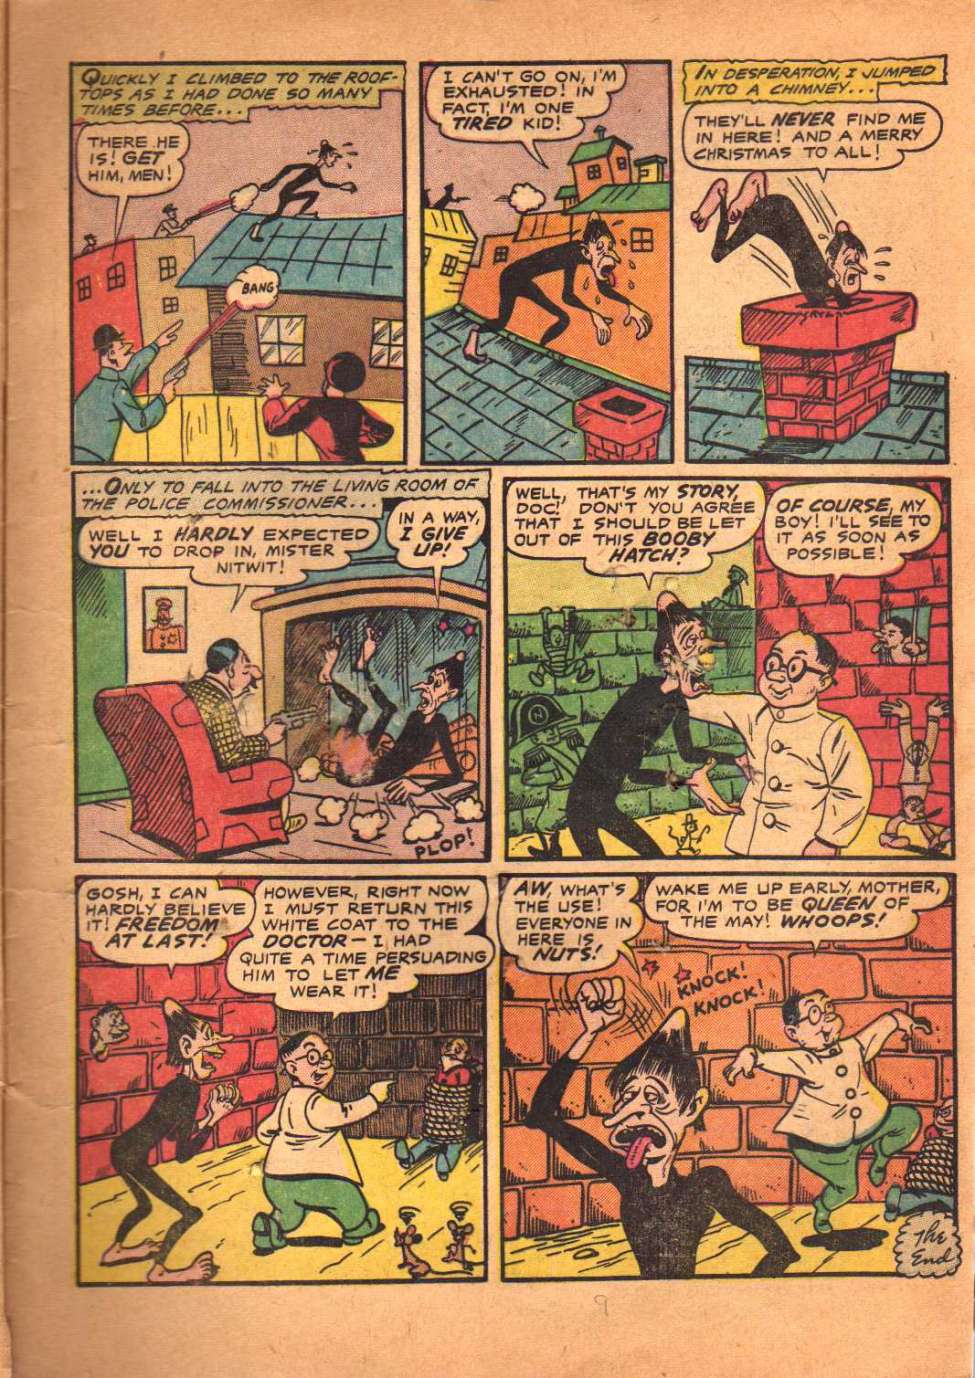 QUICKLY I CLIMBED TO THE ROOF-
TOPS AS I HAD DONE SO MANY
TIMES BEFORE...
THERE HE
IS! GET
HIM, MEN!
BANG
I CAN'T GO ON, I'M
EXHAUSTED! IN
FACT, I'M ONE
TIRED KID!
IN DESPERATION, I JUMPED
INTO A CHIMNEY...
THEY'LL NEVER FIND ME
IN HERE! AND A MERRY
CHRISTMAS TO ALL!
...ONLY TO FALL INTO THE LIVING ROOM OF
THE POLICE COMMISSIONER...
WELL I HARDLY EXPECTED
YOU TO DROP IN, MISTER
NITWIT!
IN A WAY,
I GIVE
UP!
PLOP!
WELL, THAT'S MY STORY,
DOC! DON'T YOU AGREE
THAT I SHOULD BE LET
OUT OF THIS BOOBY
HATCH?
OF COURSE, MY
BOY! I'LL SEE TO
IT AS SOON AS
POSSIBLE!
N
GOSH, I CAN
HARDLY BELIEVE
IT! FREEDOM
AT LAST!
HOWEVER, RIGHT NOW
I MUST RETURN THIS
WHITE COAT TO THE
DOCTOR — I HAD
QUITE A TIME PERSUADING
HIM TO LET ME
WEAR IT!
AW, WHAT'S
THE USE!
EVERYONE IN
HERE IS
NUTS!
KNOCK!
KNOCK!
WAKE ME UP EARLY, MOTHER,
FOR I'M TO BE QUEEN OF
THE MAY! WHOOPS!
The
End
9